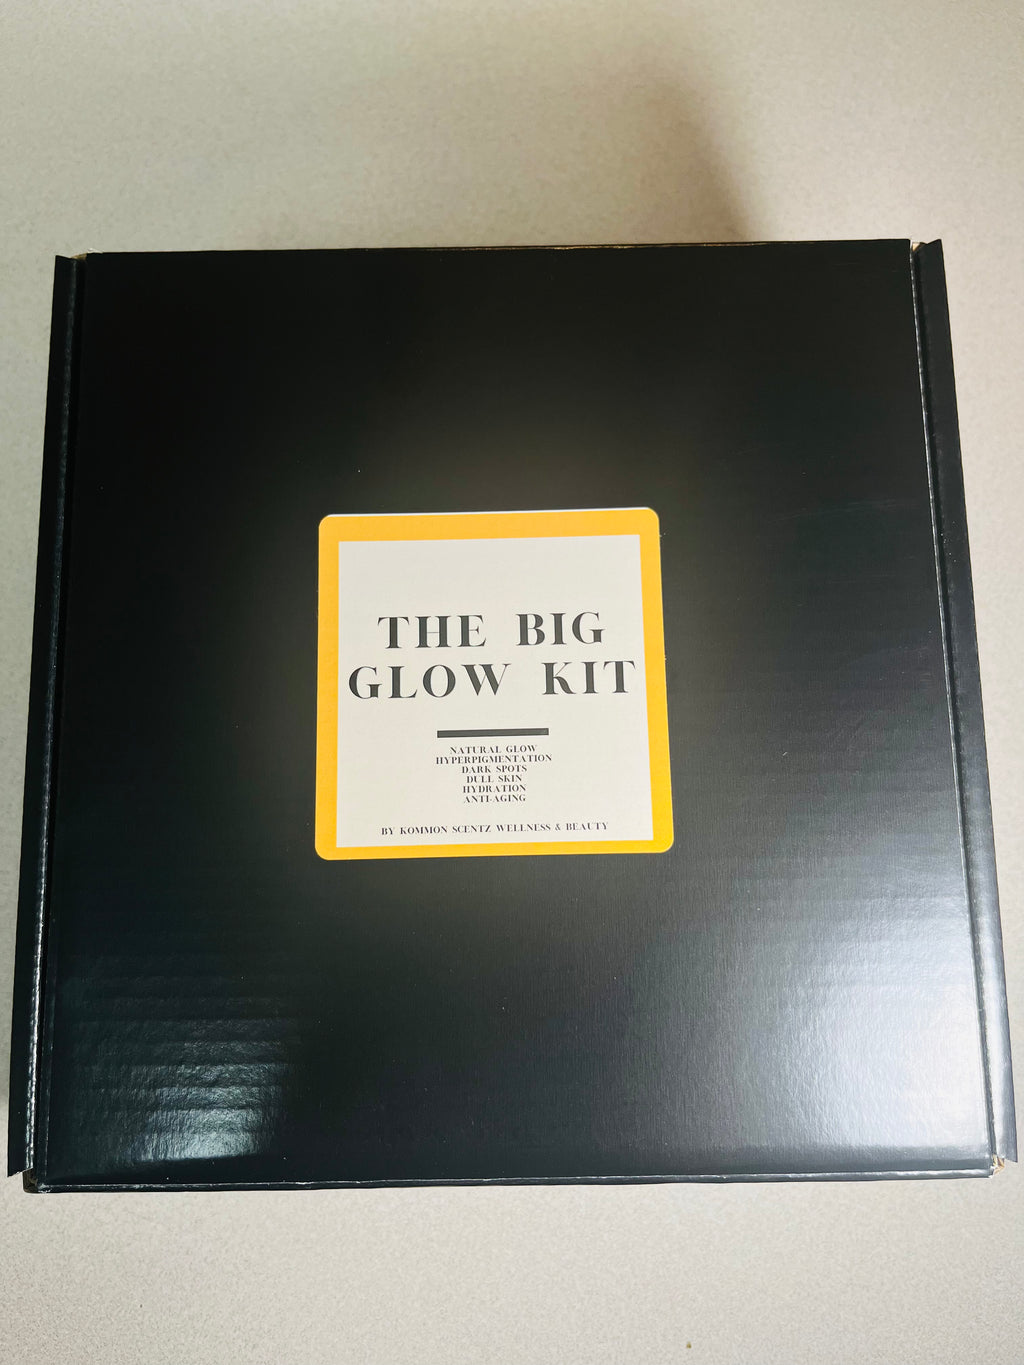 THE BIG
GLOW KIT
NATURAL GLOW
HYPERPIGMENTATION
DARK SPOTS
DULL SKIN
HYDRATION
ANTI-AGING
BY KOMMON SCENTZ WELLNESS & BEAUTY